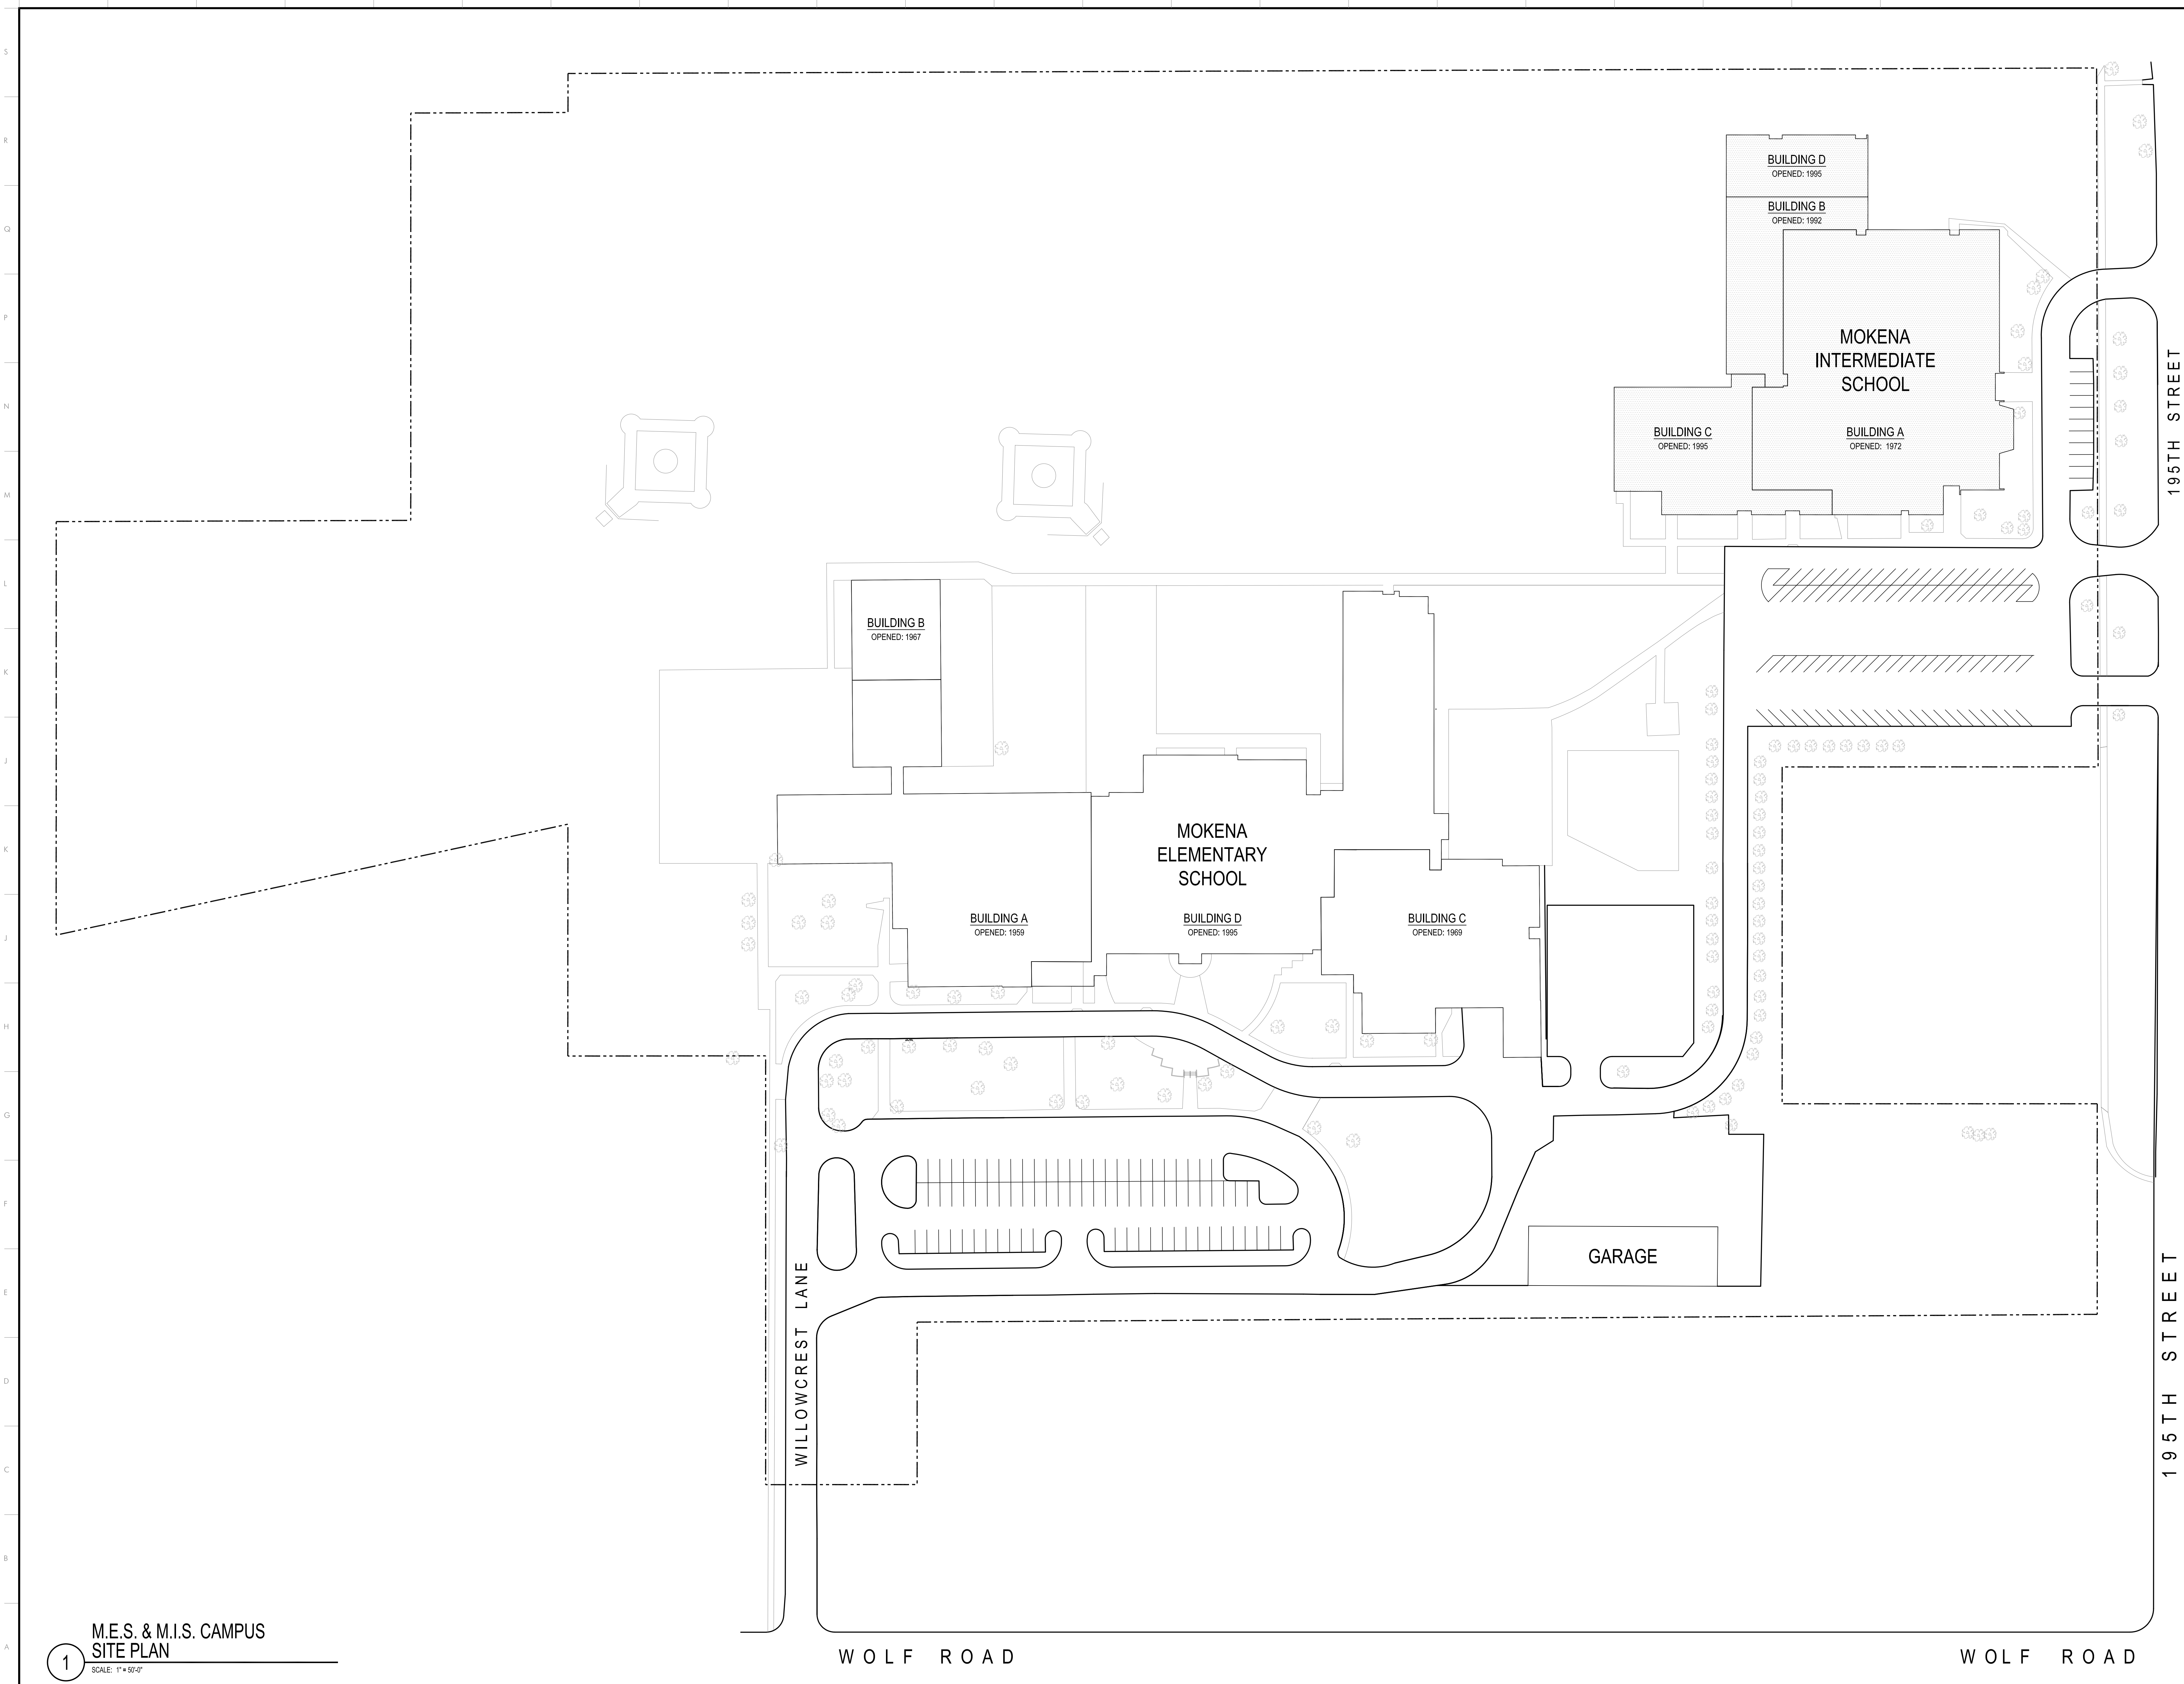 S
R
Q
P
N
M
L
K
J
K
J
H
G
F
E
D
C
B
A
BUILDING D
OPENED: 1995
BUILDING B
OPENED: 1992
MOKENA
INTERMEDIATE
SCHOOL
BUILDING C
OPENED: 1995
BUILDING A
OPENED: 1972
195TH STREET
BUILDING B
OPENED: 1967
MOKENA
ELEMENTARY
SCHOOL
BUILDING A
OPENED: 1959
BUILDING D
OPENED: 1995
BUILDING C
OPENED: 1969
GARAGE
WILLOWCREST LANE
195TH STREET
1
M.E.S. & M.I.S. CAMPUS
SITE PLAN
SCALE: 1" = 50'-0"
WOLF ROAD
WOLF ROAD